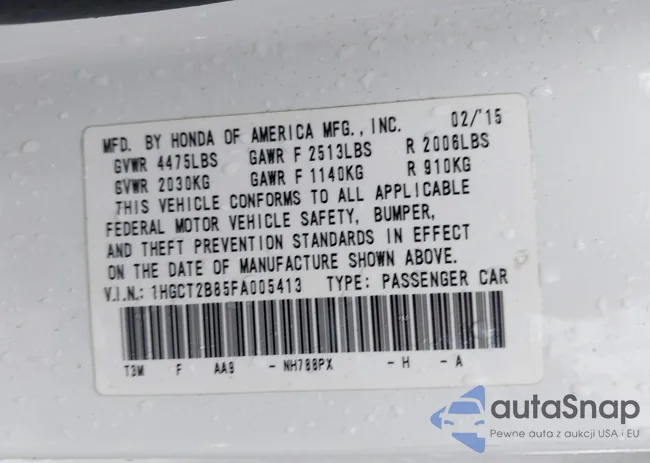 MFD. BY HONDA OF AMERICA MFG., INC. 02/'15
GVWR 4475LBS GAWR F 2513LBS R 2006LBS
GVWR 2030KG GAWR F 1140KG R 910KG
THIS VEHICLE CONFORMS TO ALL APPLICABLE
FEDERAL MOTOR VEHICLE SAFETY, BUMPER,
AND THEFT PREVENTION STANDARDS IN EFFECT
ON THE DATE OF MANUFACTURE SHOWN ABOVE.
V.I.N.: 1HGCT2B85FA005413 TYPE: PASSENGER CAR
T3M F AA9 - NH788PX - H - A
autaSnap
Pewne auta z aukcji USA i EU